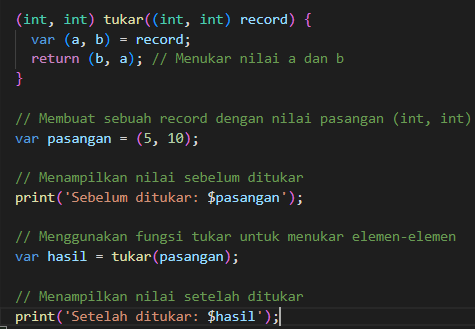 (int, int) tukar((int, int) record) {
  var (a, b) = record;
  return (b, a); // Menukar nilai a dan b
}
// Membuat sebuah record dengan nilai pasangan (int, int)
var pasangan = (5, 10);
// Menampilkan nilai sebelum ditukar
print('Sebelum ditukar: $pasangan');
// Menggunakan fungsi tukar untuk menukar elemen-elemen
var hasil = tukar(pasangan);
// Menampilkan nilai setelah ditukar
print('Setelah ditukar: $hasil');